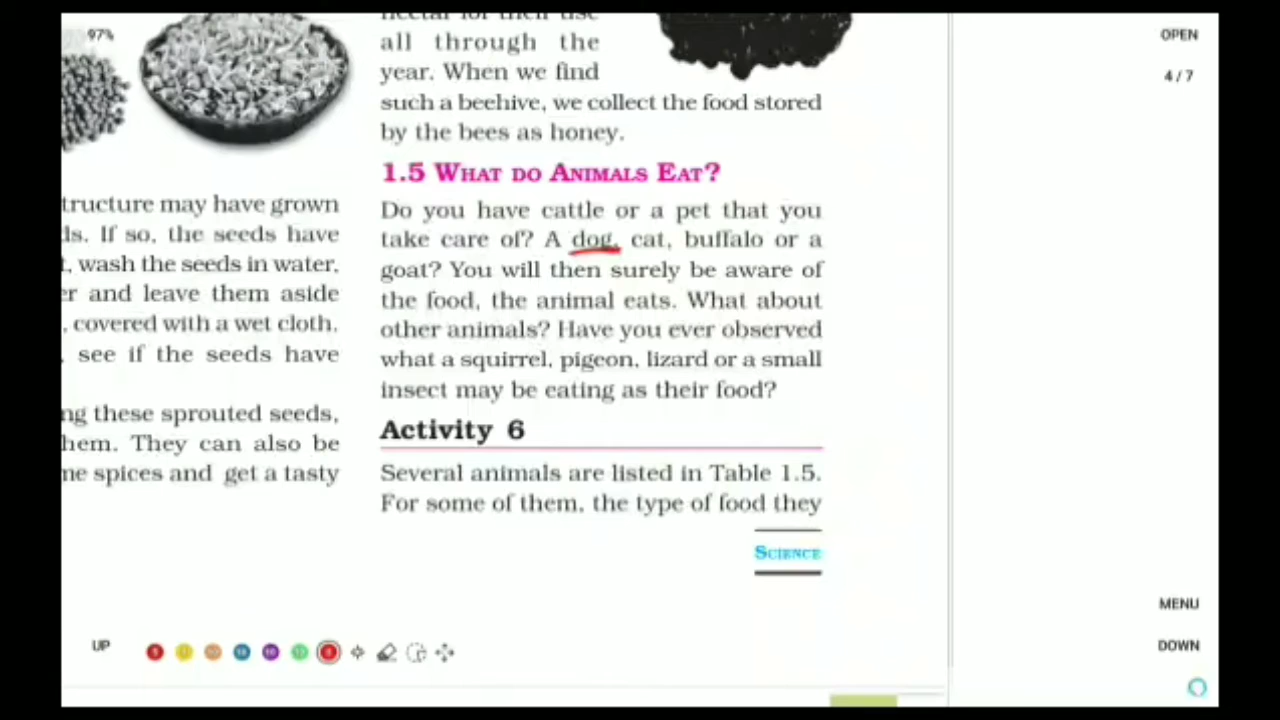 97%
OPEN
4/7
tructure may have grown
ds. If so, the seeds have
t, wash the seeds in water,
er and leave them aside
, covered with a wet cloth.
see if the seeds have
ng these sprouted seeds,
hem. They can also be
me spices and get a tasty
nectar for their use
all through the
year. When we find
such a beehive, we collect the food stored
by the bees as honey.
1.5 WHAT DO ANIMALS EAT?
Do you have cattle or a pet that you
take care of? A dog, cat, buffalo or a
goat? You will then surely be aware of
the food, the animal eats. What about
other animals? Have you ever observed
what a squirrel, pigeon, lizard or a small
insect may be eating as their food?
Activity 6
Several animals are listed in Table 1.5.
For some of them, the type of food they
SCIENCE
MENU
UP
DOWN